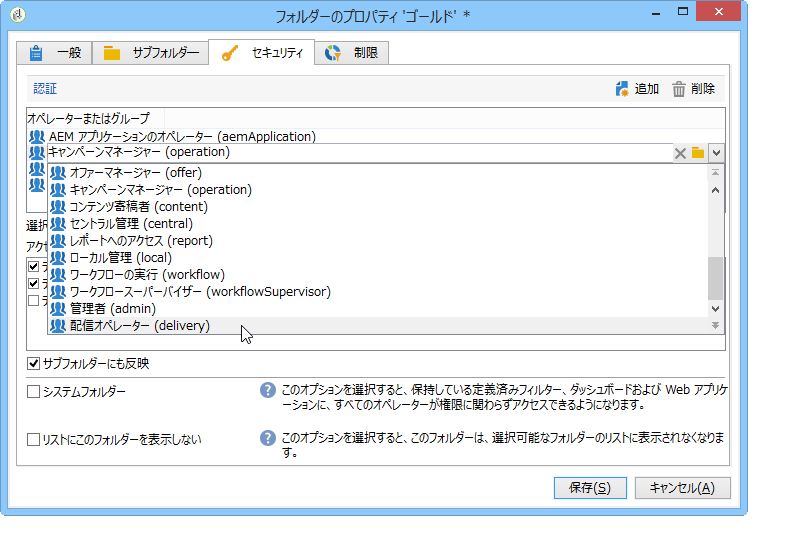 フォルダーのプロパティ 'ゴールド' *
一般
サブフォルダー
セキュリティ
制限
認証
追加
削除
オペレーターまたはグループ
AEM アプリケーションのオペレーター (aemApplication)
キャンペーンマネージャー (operation)
オファーマネージャー (offer)
キャンペーンマネージャー (operation)
コンテンツ寄稿者 (content)
セントラル管理 (central)
レポートへのアクセス (report)
ローカル管理 (local)
ワークフローの実行 (workflow)
ワークフロースーパーバイザー (workflowSupervisor)
管理者 (admin)
配信オペレーター (delivery)
選択
アクセ
サブフォルダーにも反映
システムフォルダー
このオプションを選択すると、保持している定義済みフィルター、ダッシュボードおよび Web アプリケ
ーションに、すべてのオペレーターが権限に関わらずアクセスできるようになります。
リストにこのフォルダーを表示しない
このオプションを選択すると、このフォルダーは、選択可能なフォルダーのリストに表示されなくなりま
す。
保存(S)
キャンセル(A)